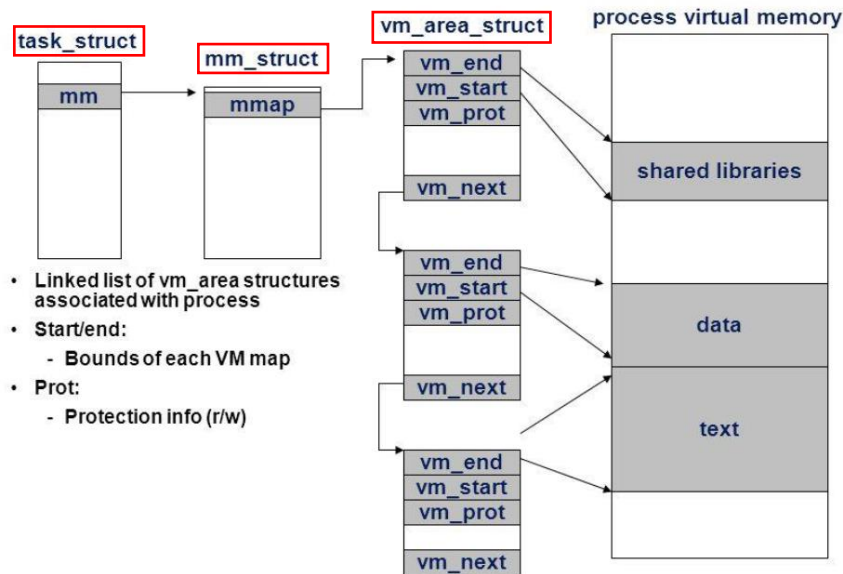 process virtual memory
vm_area_struct
task_struct
mm_struct
mm
mmap
vm_end
vm_start
vm_prot
vm_next
shared libraries
• Linked list of vm_area structures
associated with process
• Start/end:
- Bounds of each VM map
• Prot:
- Protection info (r/w)
vm_end
vm_start
vm_prot
vm_next
data
text
vm_end
vm_start
vm_prot
vm_next